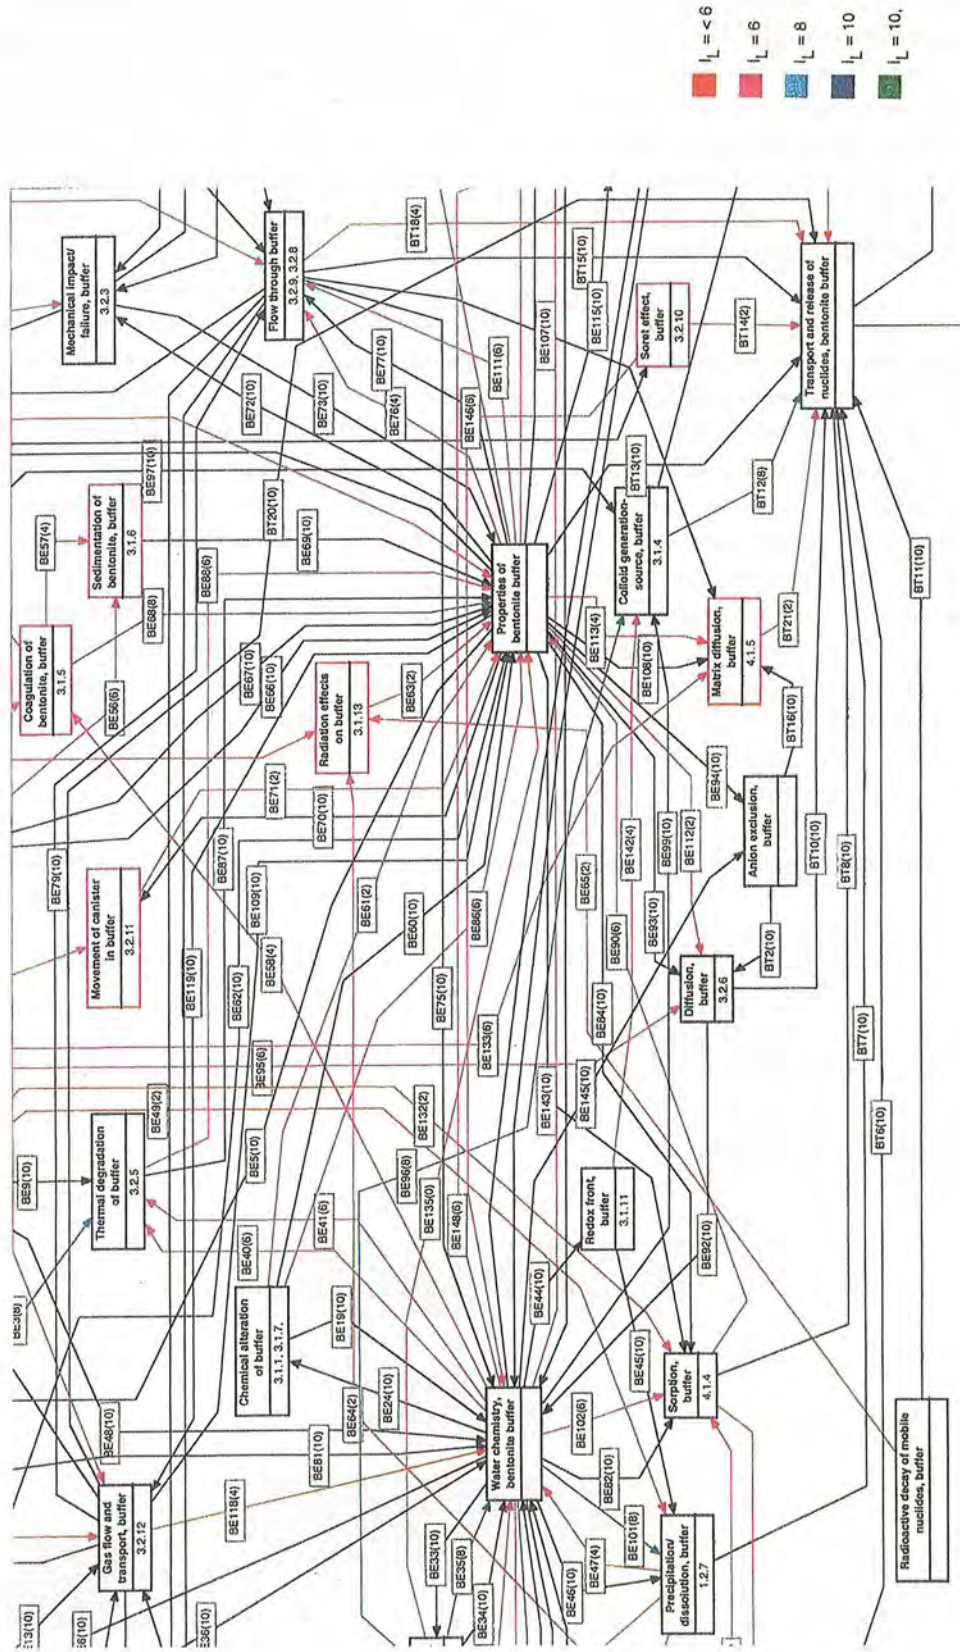 I_L = < 6
I_L = 6
I_L = 8
I_L = 10
I_L = 10,
Mechanical impact/
failure, buffer
3.2.3
Flow through buffer
3.2.9, 3.2.8
BT18(4)
BT15(10)
BE115(10)
Soret effect,
buffer
3.2.10
BT14(2)
Transport and release of
nuclides, bentonite buffer
BE107(10)
BE111(6)
BE77(10)
BE146(6)
BE76(4)
BE73(10)
BE72(10)
BT13(10)
BT12(8)
BE57(4)
Sedimentation of
bentonite, buffer
3.1.6
BE97(10)
BT20(10)
BE69(10)
BE88(6)
BE68(8)
Coagulation of
bentonite, buffer
3.1.5
BE56(6)
BE67(10)
BE66(10)
Properties of
bentonite buffer
Colloid generation-
source, buffer
3.1.4
BE113(4)
BE108(10)
Matrix diffusion,
buffer
4.1.5
BT21(2)
BT11(10)
BT16(10)
Radiation effects
on buffer
3.1.13
BE63(2)
BE71(2)
BE70(10)
BE79(10)
BE87(10)
BE109(10)
BE61(2)
BE60(10)
BE86(6)
BE65(2)
BE142(4)
BE99(10)
BE112(2)
BE94(10)
Anion exclusion,
buffer
BT10(10)
BT8(10)
Movement of canister
in buffer
3.2.11
BE119(10)
BE62(10)
BE58(4)
BE75(10)
BE90(6)
BE93(10)
BE84(10)
BT2(10)
Diffusion,
buffer
3.2.6
BT7(10)
BE95(6)
BE133(6)
BE145(10)
BE143(10)
BE132(2)
BE49(2)
BE9(10)
Thermal degradation
of buffer
3.2.5
BE5(10)
BE96(8)
BE135(0)
BE148(6)
BT6(10)
BE41(6)
BE40(6)
Redox front,
buffer
3.1.11
BE92(10)
BE44(10)
BE3(8)
Chemical alteration
of buffer
3.1.1, 3.1.7,
BE19(10)
BE24(10)
BE64(2)
BE45(10)
Sorption,
buffer
4.1.4
BE48(10)
BE81(10)
Water chemistry,
bentonite buffer
BE102(6)
BE82(10)
Gas flow and
transport, buffer
3.2.12
BE118(4)
BE101(8)
BE47(4)
BE46(10)
Precipitation/
dissolution, buffer
1.2.7
Radioactive decay of mobile
nuclides, buffer
BE33(10)
BE35(8)
BE34(10)
E13(10)
E36(10)